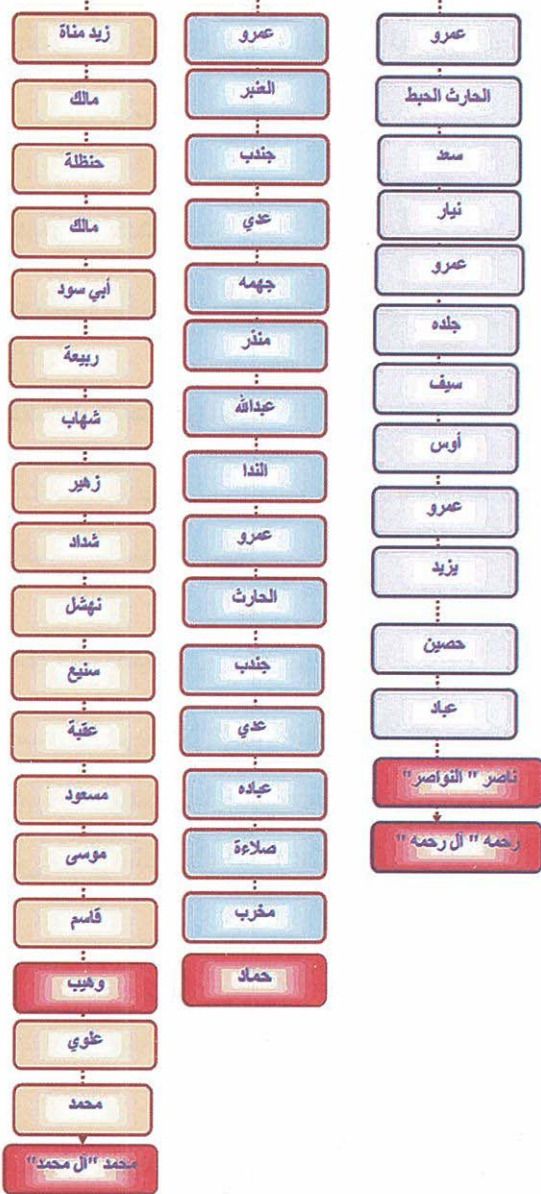 عمرو
الحارث الحبط
سعد
نيار
عمرو
جلده
سيف
أوس
عمرو
يزيد
حصين
عباد
ناصر " النواصر"
رحمه " آل رحمه "
عمرو
العنبر
جندب
عدي
جهمه
منذر
عبدالله
الندا
عمرو
الحارث
جندب
عدي
عباده
صلاءة
مخرب
حماد
زيد مناة
مالك
حنظلة
مالك
أبي سود
ربيعة
شهاب
زهير
شداد
نهشل
سنيع
عقبة
مسعود
موسى
قاسم
وهيب
علوي
محمد
محمد "آل محمد"